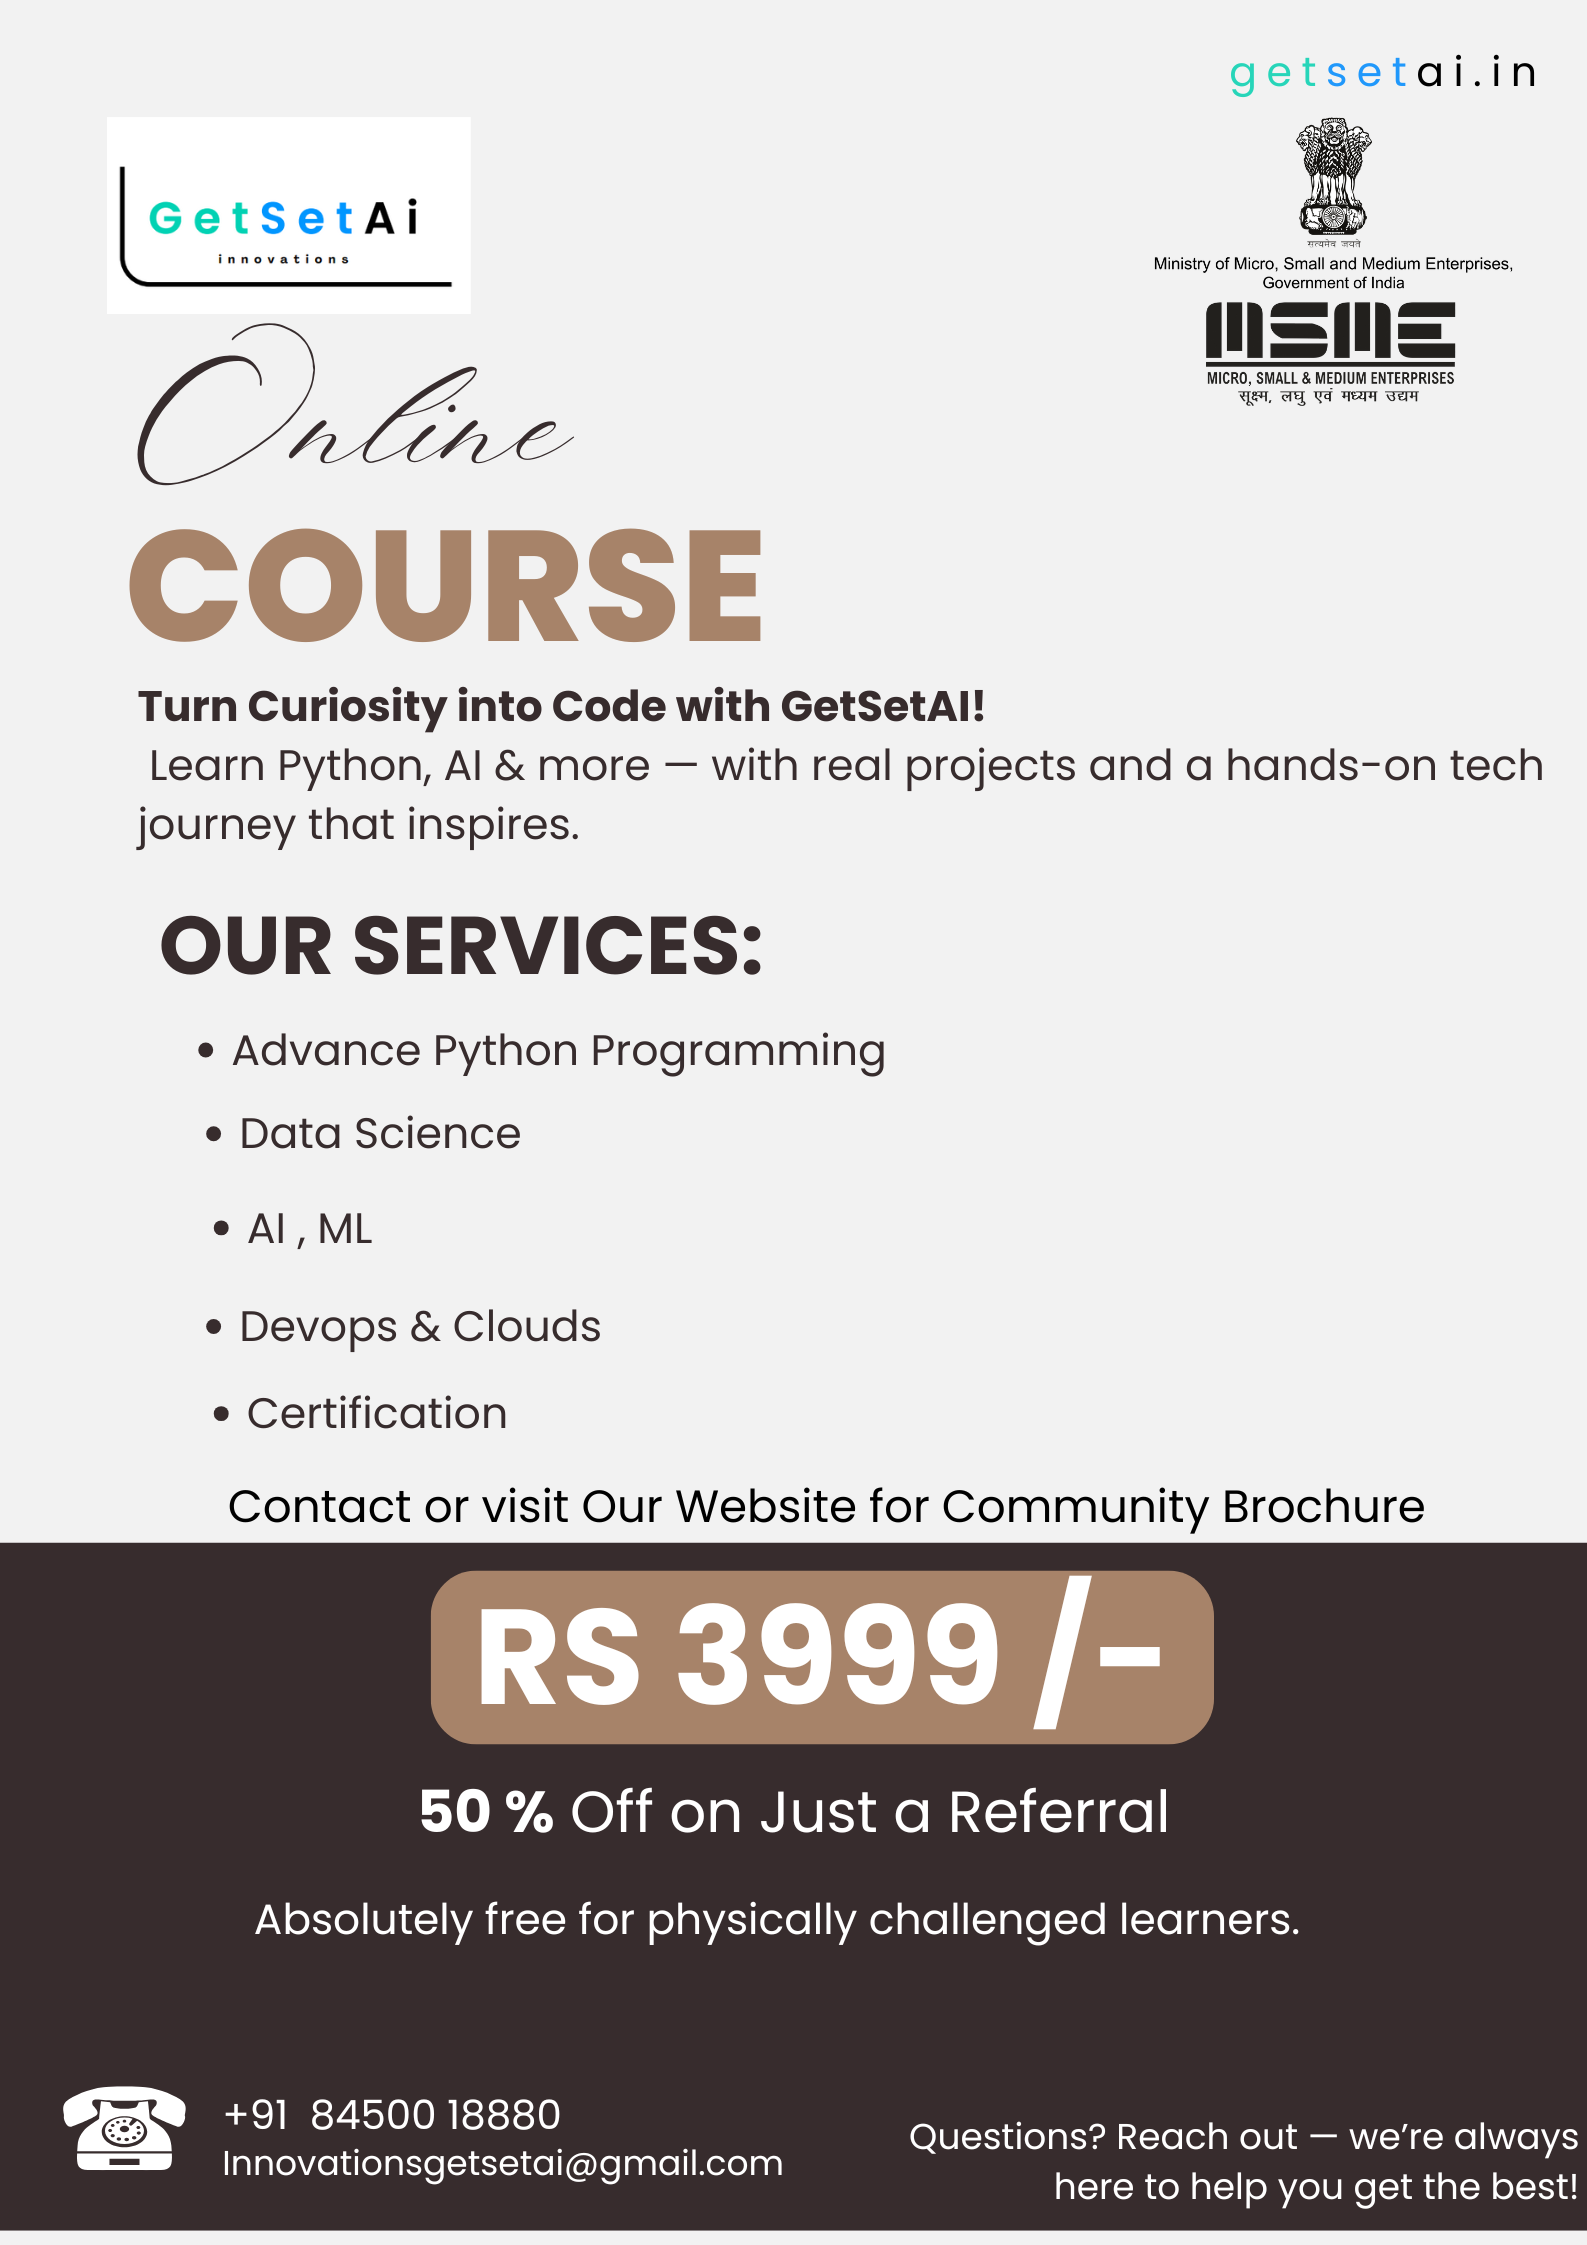 getsetai.in
GetSetAi
innovations
सत्यमेव जयते
Ministry of Micro, Small and Medium Enterprises,
Government of India
MSME
MICRO, SMALL & MEDIUM ENTERPRISES
सूक्ष्म, लघु एवं मध्यम उद्यम
Online
COURSE
Turn Curiosity into Code with GetSetAI!
Learn Python, AI & more — with real projects and a hands-on tech
journey that inspires.
OUR SERVICES:
• Advance Python Programming
• Data Science
• AI , ML
• Devops & Clouds
• Certification
Contact or visit Our Website for Community Brochure
RS 3999 /-
50 % Off on Just a Referral
Absolutely free for physically challenged learners.
+91 84500 18880
Innovationsgetsetai@gmail.com
Questions? Reach out — we’re always
here to help you get the best!